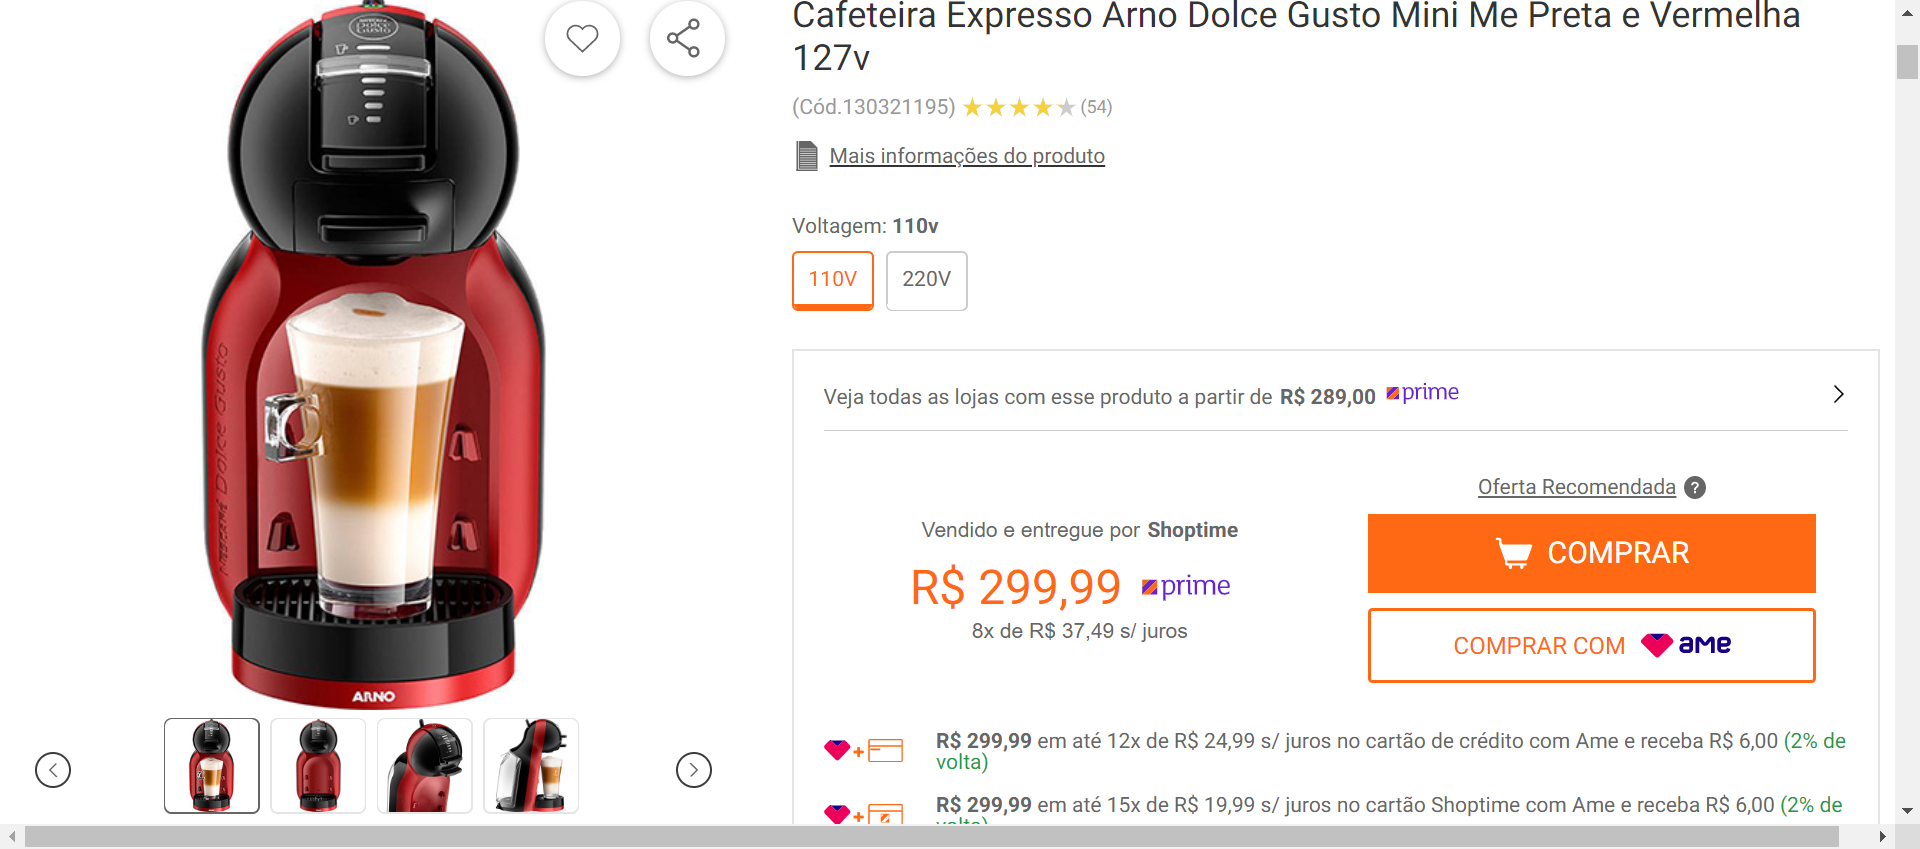 Cafeteira Expresso Arno Dolce Gusto Mini Me Preta e Vermelha
127v
(Cód.130321195) (54)
Mais informações do produto
Voltagem: 110v
110V 220V
Veja todas as lojas com esse produto a partir de R$ 289,00 prime
Oferta Recomendada ?
Vendido e entregue por Shoptime
COMPRAR
R$ 299,99 prime
8x de R$ 37,49 s/ juros
COMPRAR COM ame
R$ 299,99 em até 12x de R$ 24,99 s/ juros no cartão de crédito com Ame e receba R$ 6,00 (2% de
volta)
R$ 299,99 em até 15x de R$ 19,99 s/ juros no cartão Shoptime com Ame e receba R$ 6,00 (2% de
volta)
Dolce
Gusto
NESCAFÉ Dolce Gusto
ARNO